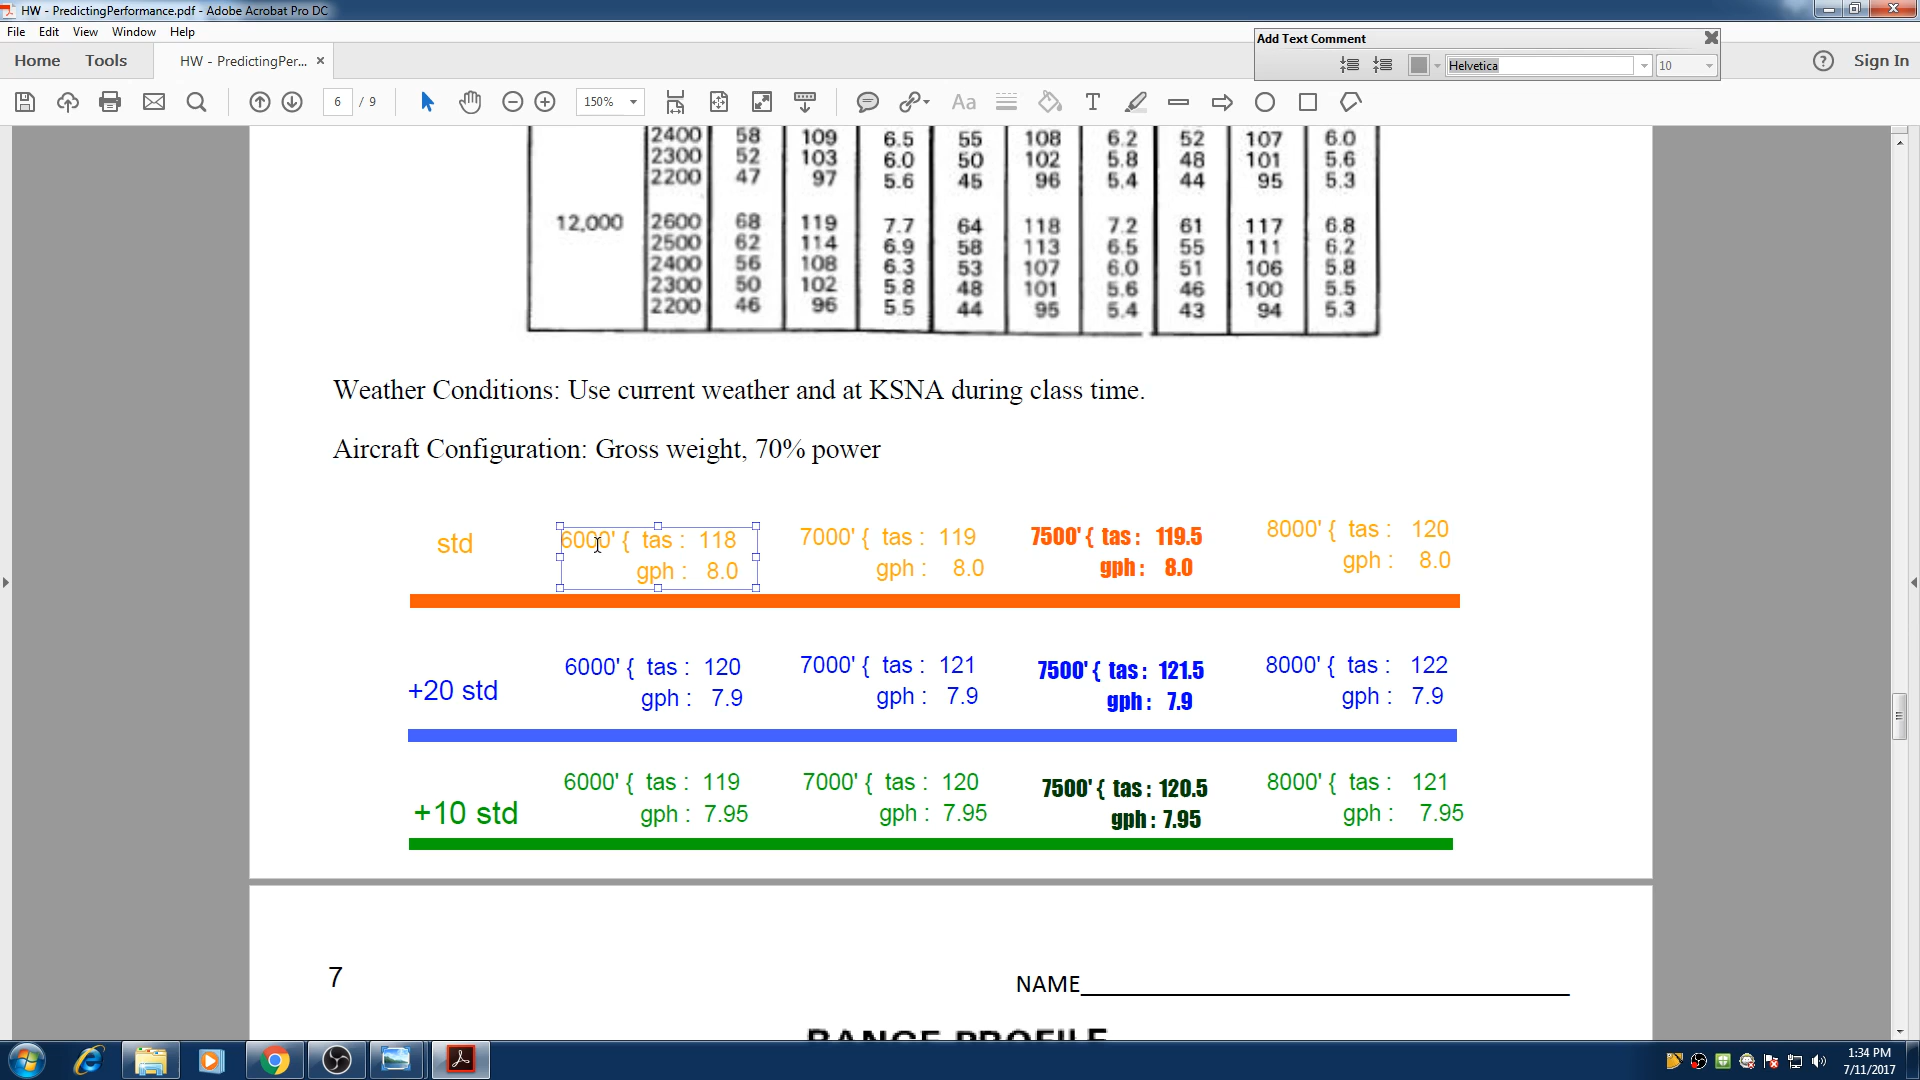 HW - PredictingPerformance.pdf - Adobe Acrobat Pro DC
File Edit View Window Help
Add Text Comment
Home Tools HW - PredictingPer... × Helvetica 10 Sign In
6 / 9 150% Aa
2400 58 109 6.5 55 108 6.2 52 107 6.0
2300 52 103 6.0 50 102 5.8 48 101 5.6
2200 47 97 5.6 45 96 5.4 44 95 5.3
12,000 2600 68 119 7.7 64 118 7.2 61 117 6.8
2500 62 114 6.9 58 113 6.5 55 111 6.2
2400 56 108 6.3 53 107 6.0 51 106 5.8
2300 50 102 5.8 48 101 5.6 46 100 5.5
2200 46 96 5.5 44 95 5.4 43 94 5.3
Weather Conditions: Use current weather and at KSNA during class time.
Aircraft Configuration: Gross weight, 70% power
std 6000' { tas : 118 7000' { tas : 119 7500' { tas : 119.5 8000' { tas : 120
gph : 8.0 gph : 8.0 gph : 8.0 gph : 8.0
+20 std 6000' { tas : 120 7000' { tas : 121 7500' { tas : 121.5 8000' { tas : 122
gph : 7.9 gph : 7.9 gph : 7.9 gph : 7.9
+10 std 6000' { tas : 119 7000' { tas : 120 7500' { tas : 120.5 8000' { tas : 121
gph : 7.95 gph : 7.95 gph : 7.95 gph : 7.95
7
NAME
RANGE PROFILE
1:34 PM
7/11/2017